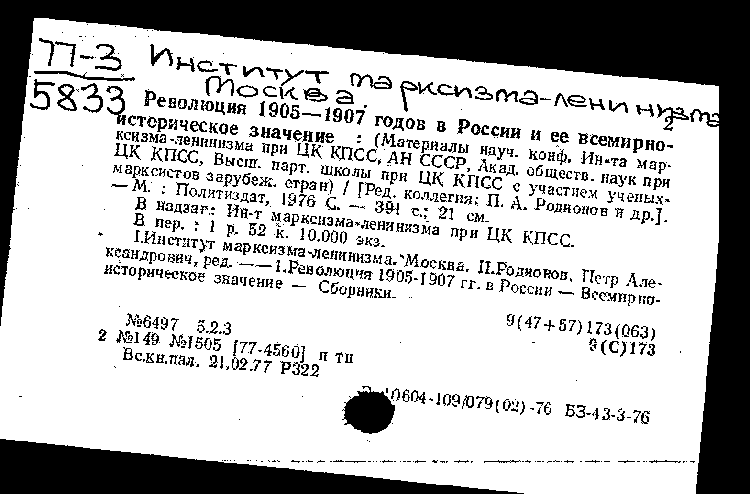 77-3 Институт марксизма-ленинизма
5833 Москва.
2
Революция 1905—1907 годов в России и ее всемирно-
историческое значение : (Материалы науч. конф. Ин-та мар-
ксизма-ленинизма при ЦК КПСС, АН СССР, Акад. обществ. наук при
ЦК КПСС, Высш. парт. школы при ЦК КПСС с участием ученых-
марксистов зарубеж. стран) / [Ред. коллегия: П. А. Родионов и др.].
— М. : Политиздат, 1976 С. — 391 с.; 21 см.
В надзаг.: Ин-т марксизма-ленинизма при ЦК КПСС.
В пер. : 1 р. 52 к. 10.000 экз.
I.Институт марксизма-ленинизма. Москва. II.Родионов, Петр Але-
ксандрович, ред. — — 1.Революция 1905-1907 гг. в России — Всемирно-
историческое значение — Сборники.
9(47+57)173(063)
9(С)173
№6497 5.2.3
2 №149 №1505 [77-4560] п тп
Вс.кн.пал. 21.02.77 Р322
10604-109/079(02)-76 БЗ-43-3-76